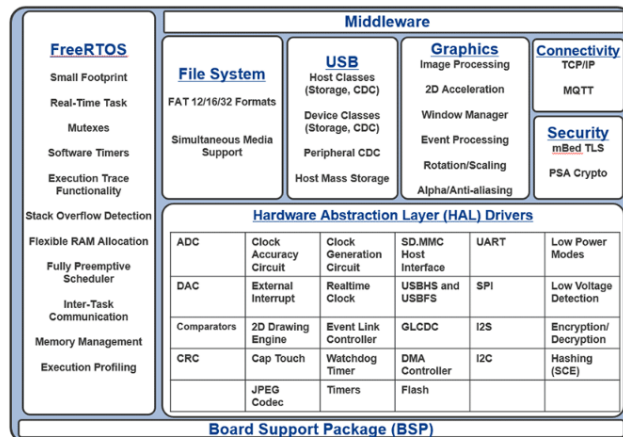 Middleware
FreeRTOS
Small Footprint
Real-Time Task
Mutexes
Software Timers
Execution Trace
Functionality
Stack Overflow Detection
Flexible RAM Allocation
Fully Preemptive
Scheduler
Inter-Task
Communication
Memory Management
Execution Profiling
File System
FAT 12/16/32 Formats
Simultaneous Media
Support
USB
Host Classes
(Storage, CDC)
Device Classes
(Storage, CDC)
Peripheral CDC
Host Mass Storage
Graphics
Image Processing
2D Acceleration
Window Manager
Event Processing
Rotation/Scaling
Alpha/Anti-aliasing
Connectivity
TCP/IP
MQTT
Security
mBed TLS
PSA Crypto
Hardware Abstraction Layer (HAL) Drivers
ADC
Clock
Accuracy
Circuit
Clock
Generation
Circuit
SD.MMC
Host
Interface
UART
Low Power
Modes
DAC
External
Interrupt
Realtime
Clock
USBHS and
USBFS
SPI
Low Voltage
Detection
Comparators
2D Drawing
Engine
Event Link
Controller
GLCDC
I2S
Encryption/
Decryption
CRC
Cap Touch
Watchdog
Timer
DMA
Controller
I2C
Hashing
(SCE)
JPEG
Codec
Timers
Flash
Board Support Package (BSP)